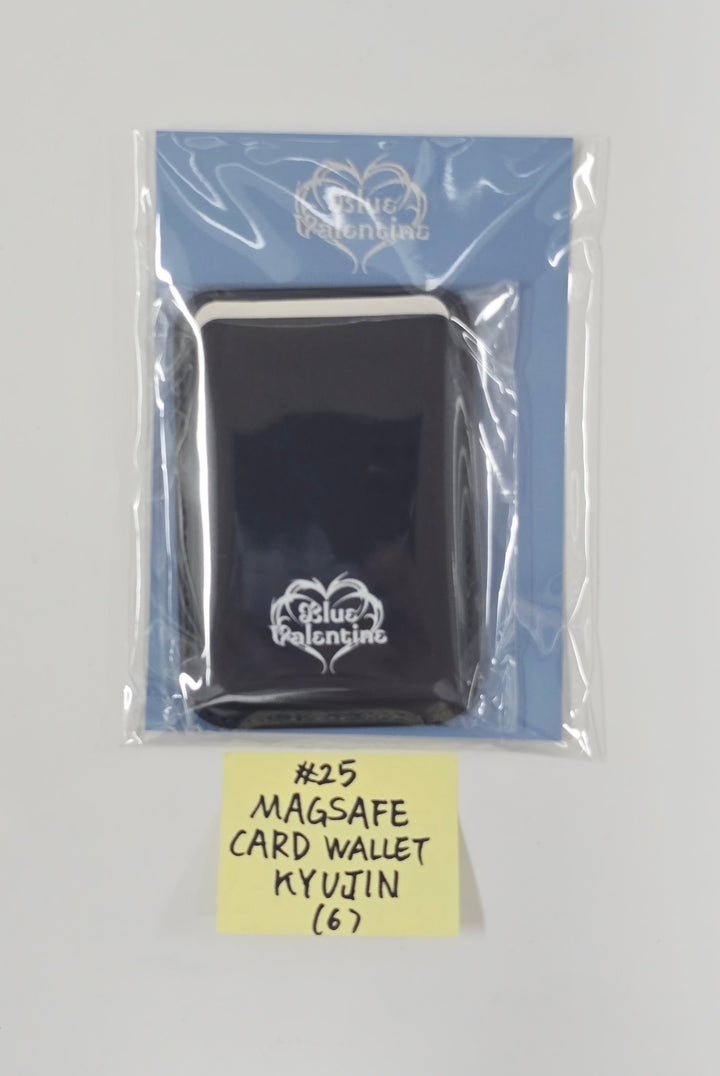 Blue
Valentine
Blue
Valentine
#25
MAGSAFE
CARD WALLET
KYUJIN
(6)